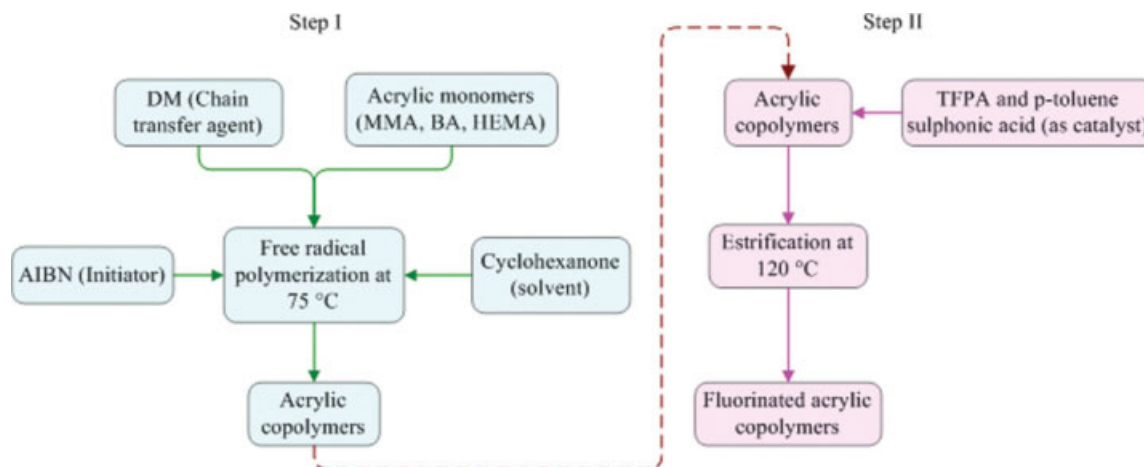 Step I
DM (Chain
transfer agent)
Acrylic monomers
(MMA, BA, HEMA)
AIBN (Initiator)
Free radical
polymerization at
75 °C
Cyclohexanone
(solvent)
Acrylic
copolymers
Step II
Acrylic
copolymers
TFPA and p-toluene
sulphonic acid (as catalyst)
Estrification at
120 °C
Fluorinated acrylic
copolymers